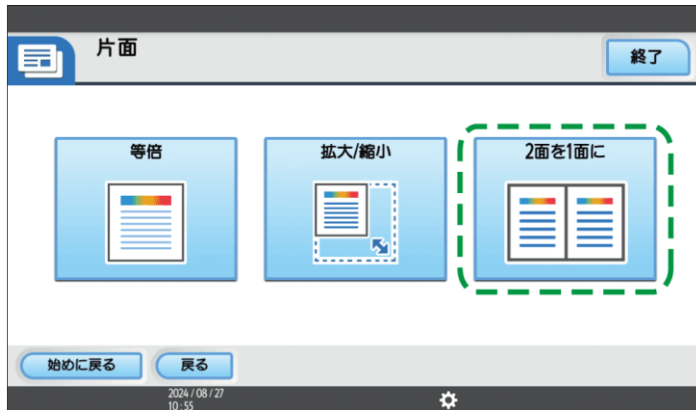 片面
終了
等倍
拡大/縮小
2面を1面に
始めに戻る
戻る
2024 / 08 / 27
10 : 55